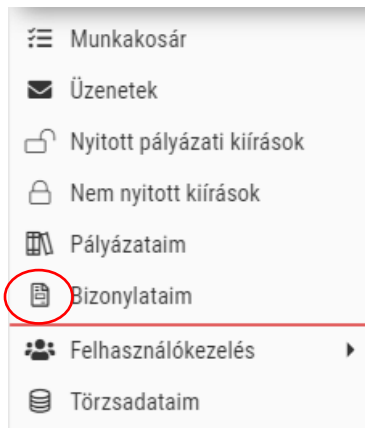 Munkakosár
Üzenetek
Nyitott pályázati kiírások
Nem nyitott kiírások
Pályázataim
Bizonylataim
Felhasználókezelés
Törzsadataim